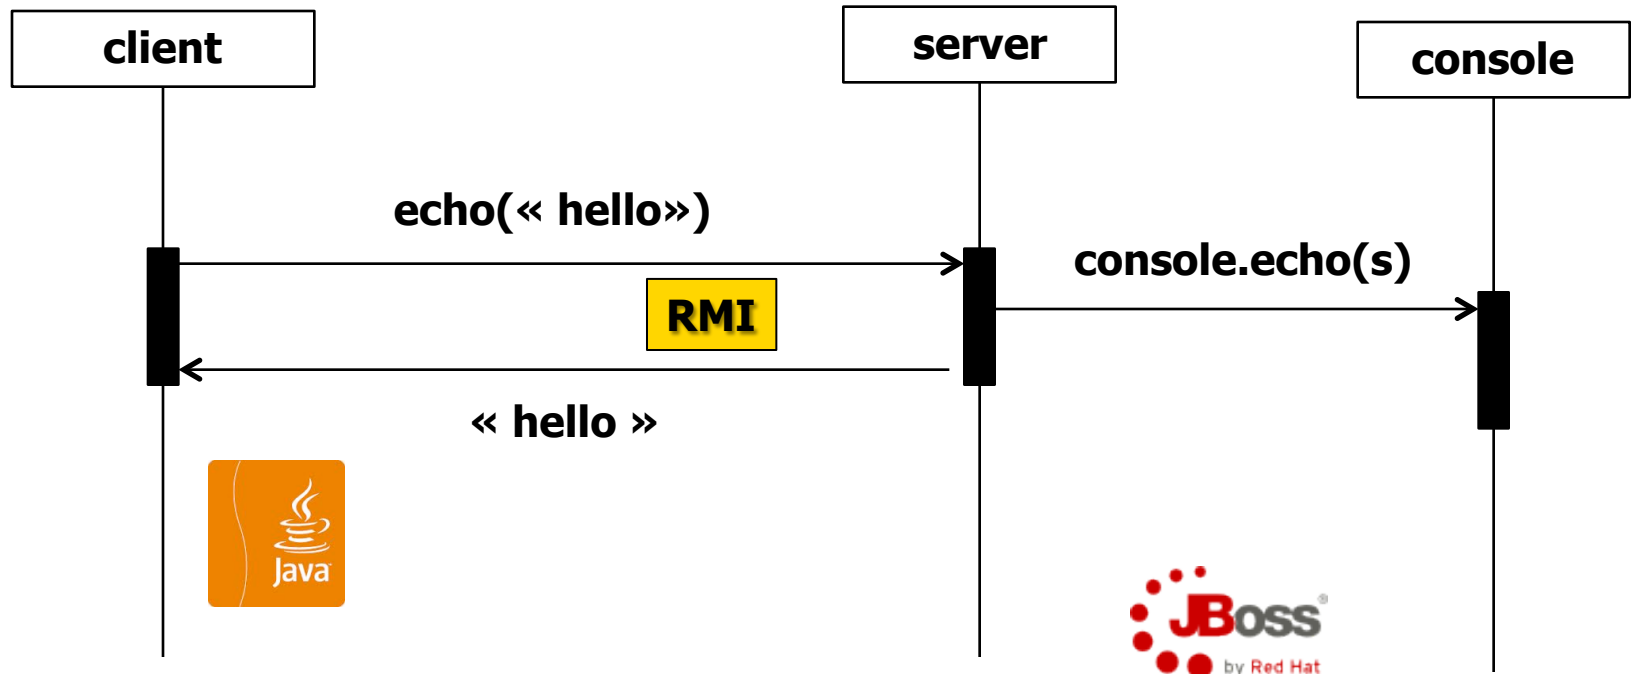 client
server
console
echo(« hello»)
console.echo(s)
RMI
« hello »
Java
JBoss®
by Red Hat